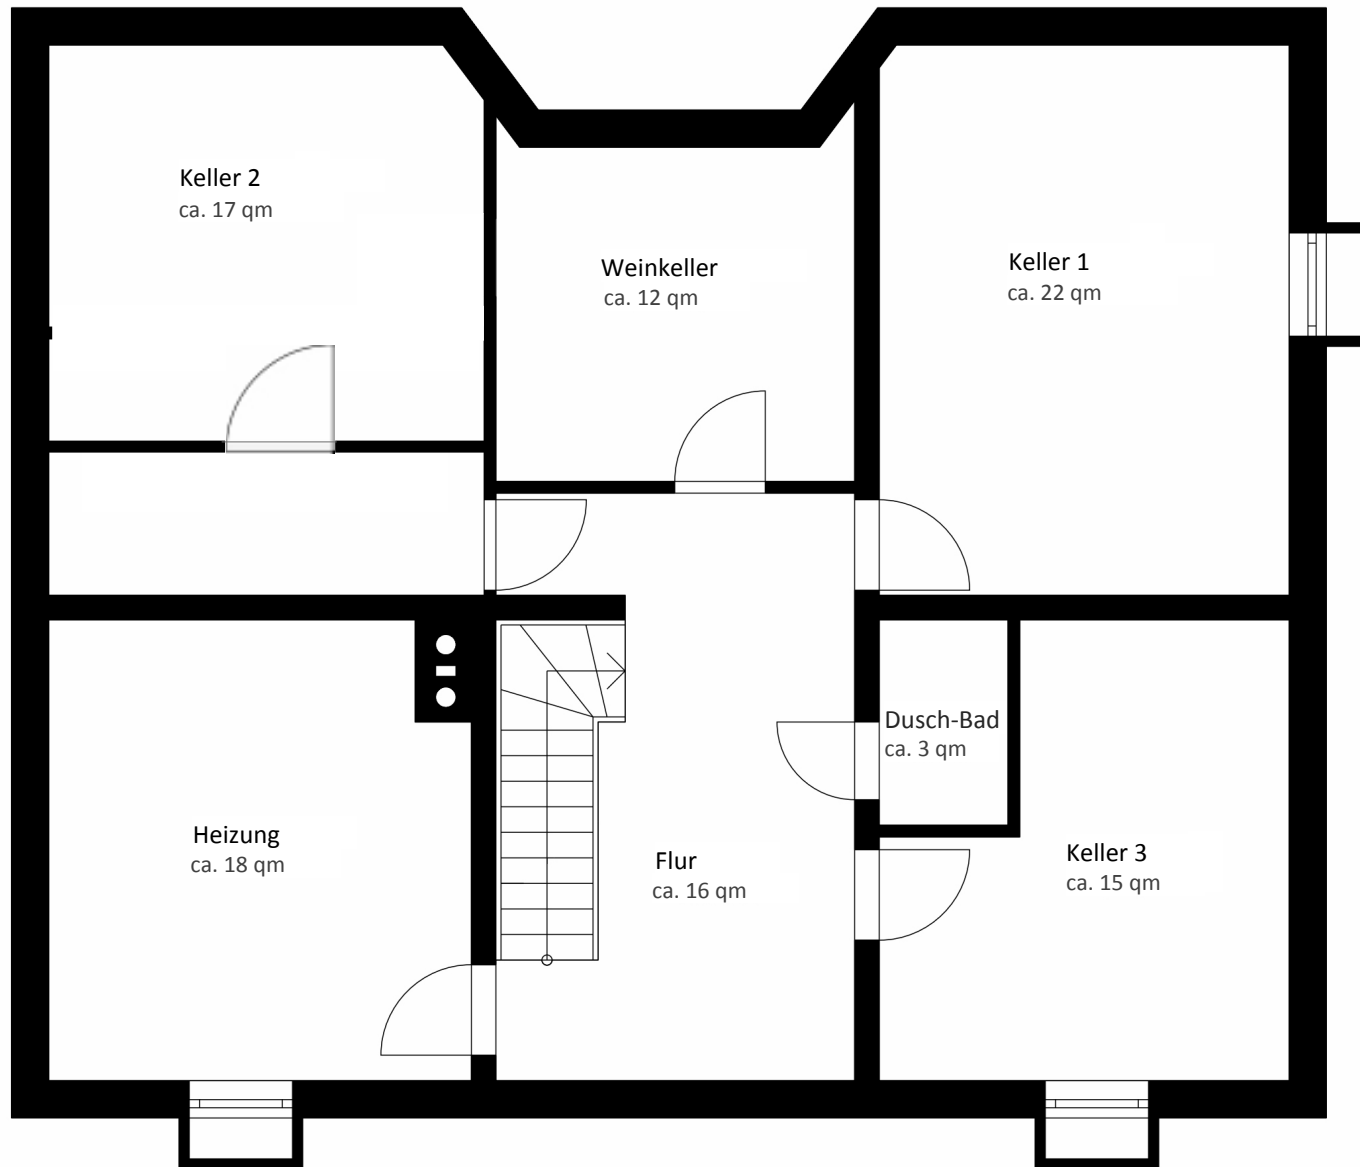 Keller 2
ca. 17 qm
Weinkeller
ca. 12 qm
Keller 1
ca. 22 qm
Dusch-Bad
ca. 3 qm
Heizung
ca. 18 qm
Flur
ca. 16 qm
Keller 3
ca. 15 qm